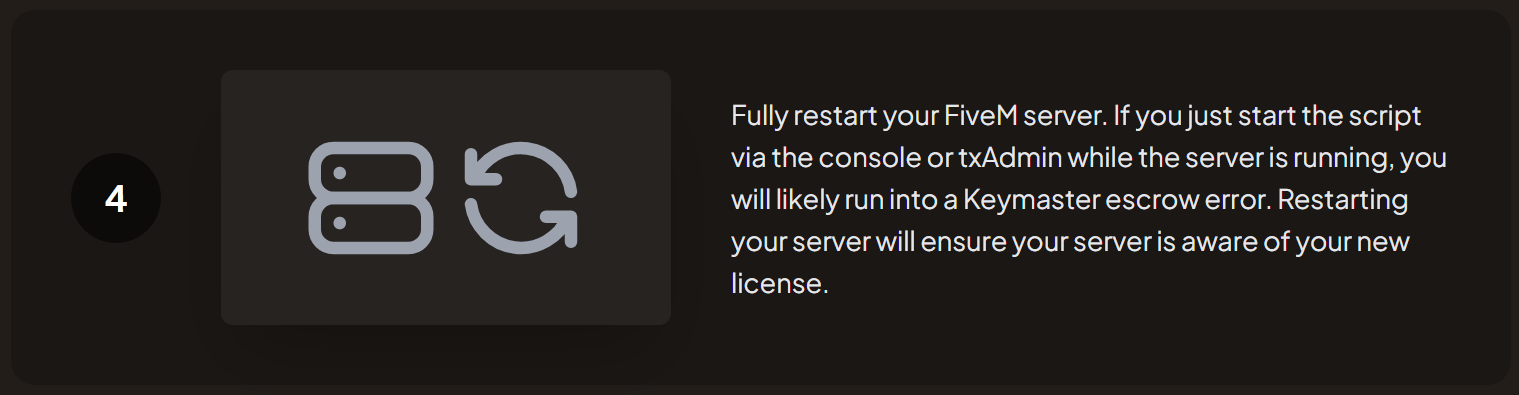 4
Fully restart your FiveM server. If you just start the script
via the console or txAdmin while the server is running, you
will likely run into a Keymaster escrow error. Restarting
your server will ensure your server is aware of your new
license.